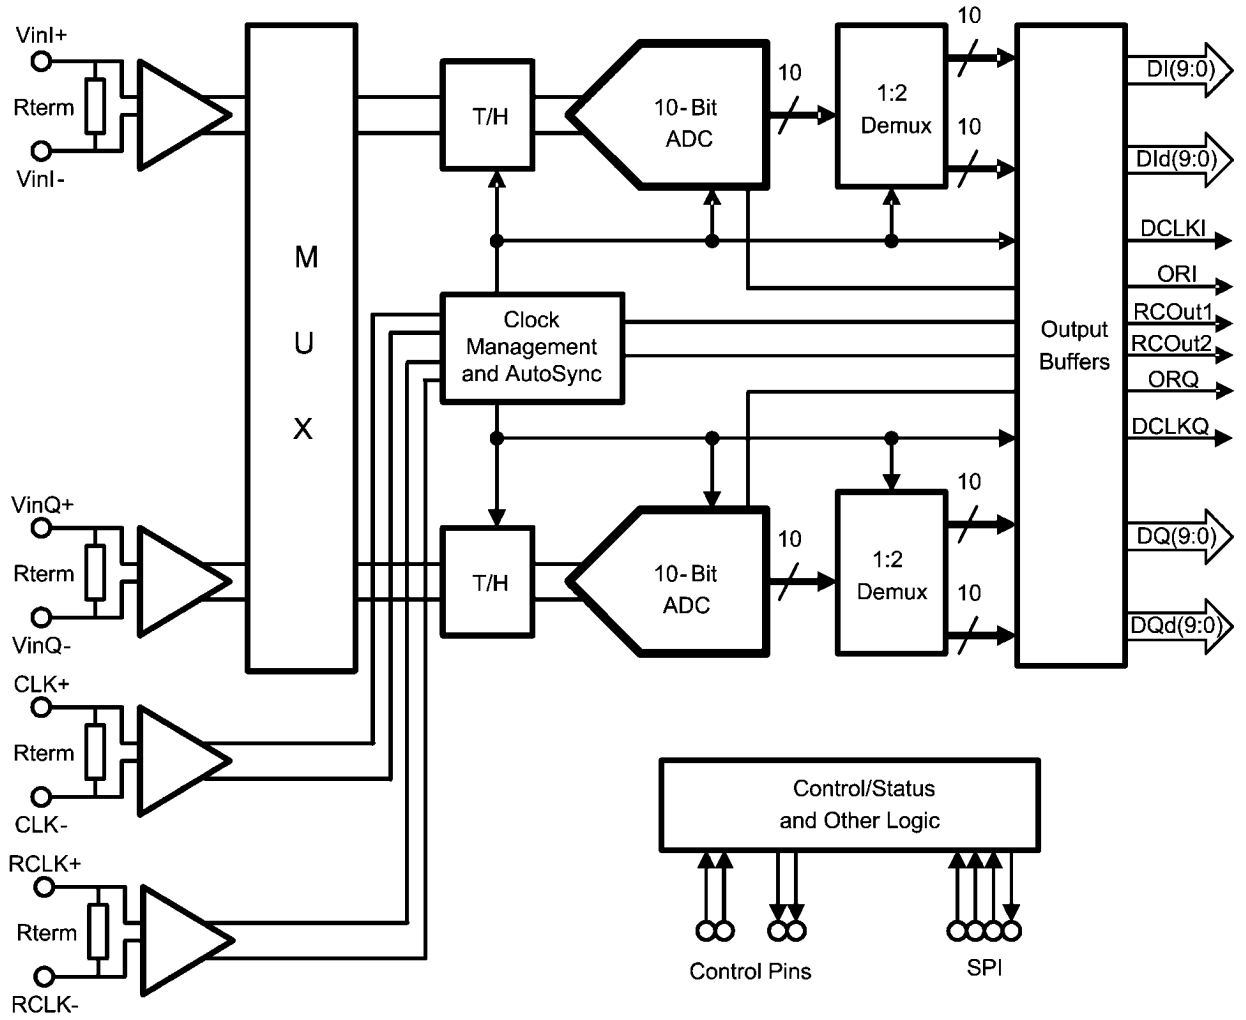 VinI+
Rterm
VinI-
M
U
X
T/H
10-Bit
ADC
10
1:2
Demux
10
10
DI(9:0)
DId(9:0)
DCLKI
ORI
RCOut1
RCOut2
ORQ
DCLKQ
Clock
Management
and AutoSync
Output
Buffers
VinQ+
Rterm
VinQ-
T/H
10-Bit
ADC
10
1:2
Demux
10
10
DQ(9:0)
DQd(9:0)
CLK+
Rterm
CLK-
RCLK+
Rterm
RCLK-
Control/Status
and Other Logic
Control Pins
SPI